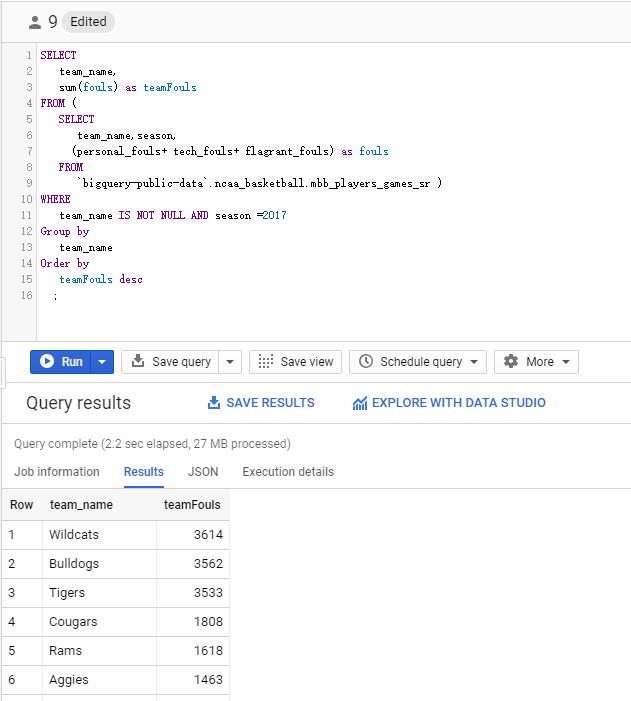 9 Edited
1 SELECT
2 team_name,
3 sum(fouls) as teamFouls
4 FROM (
5 SELECT
6 team_name,season,
7 (personal_fouls+ tech_fouls+ flagrant_fouls) as fouls
8 FROM
9 `bigquery-public-data`.ncaa_basketball.mbb_players_games_sr )
10 WHERE
11 team_name IS NOT NULL AND season =2017
12 Group by
13 team_name
14 Order by
15 teamFouls desc
16 ;
Run Save query Save view Schedule query More
Query results SAVE RESULTS EXPLORE WITH DATA STUDIO
Query complete (2.2 sec elapsed, 27 MB processed)
Job information Results JSON Execution details
Row team_name teamFouls
1 Wildcats 3614
2 Bulldogs 3562
3 Tigers 3533
4 Cougars 1808
5 Rams 1618
6 Aggies 1463